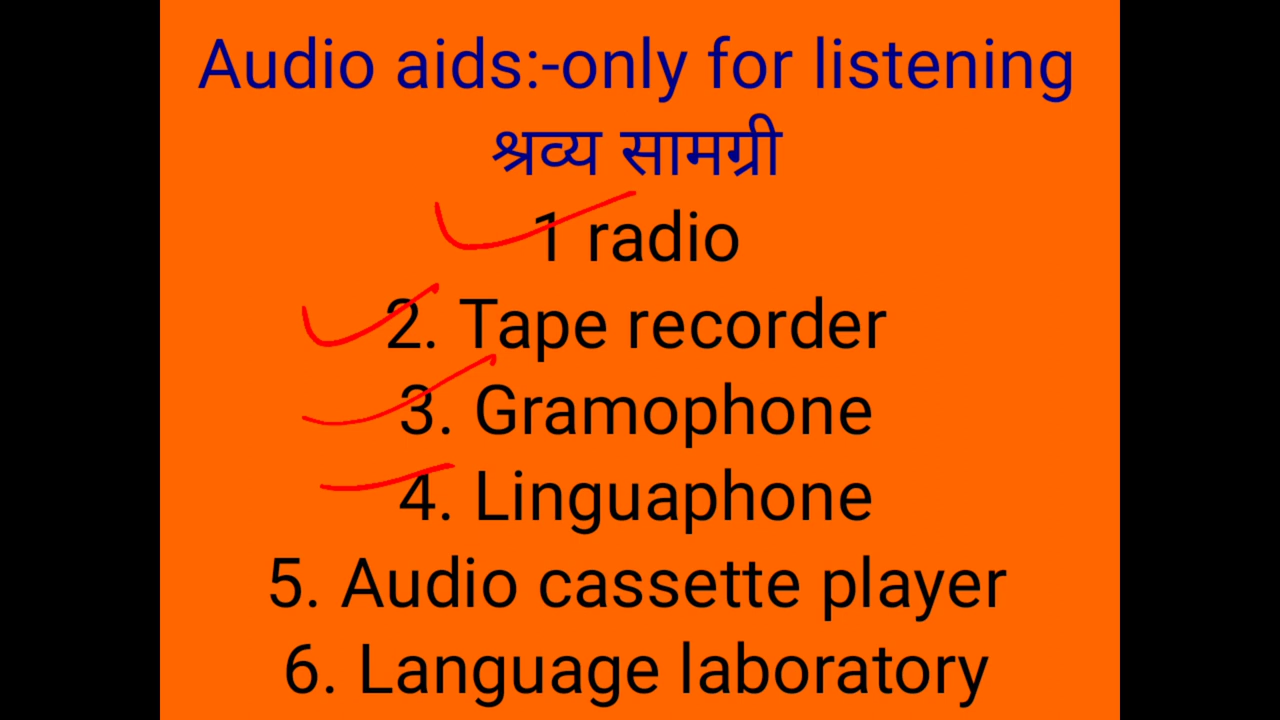 Audio aids:-only for listening
श्रव्य सामग्री
1 radio
2. Tape recorder
3. Gramophone
4. Linguaphone
5. Audio cassette player
6. Language laboratory